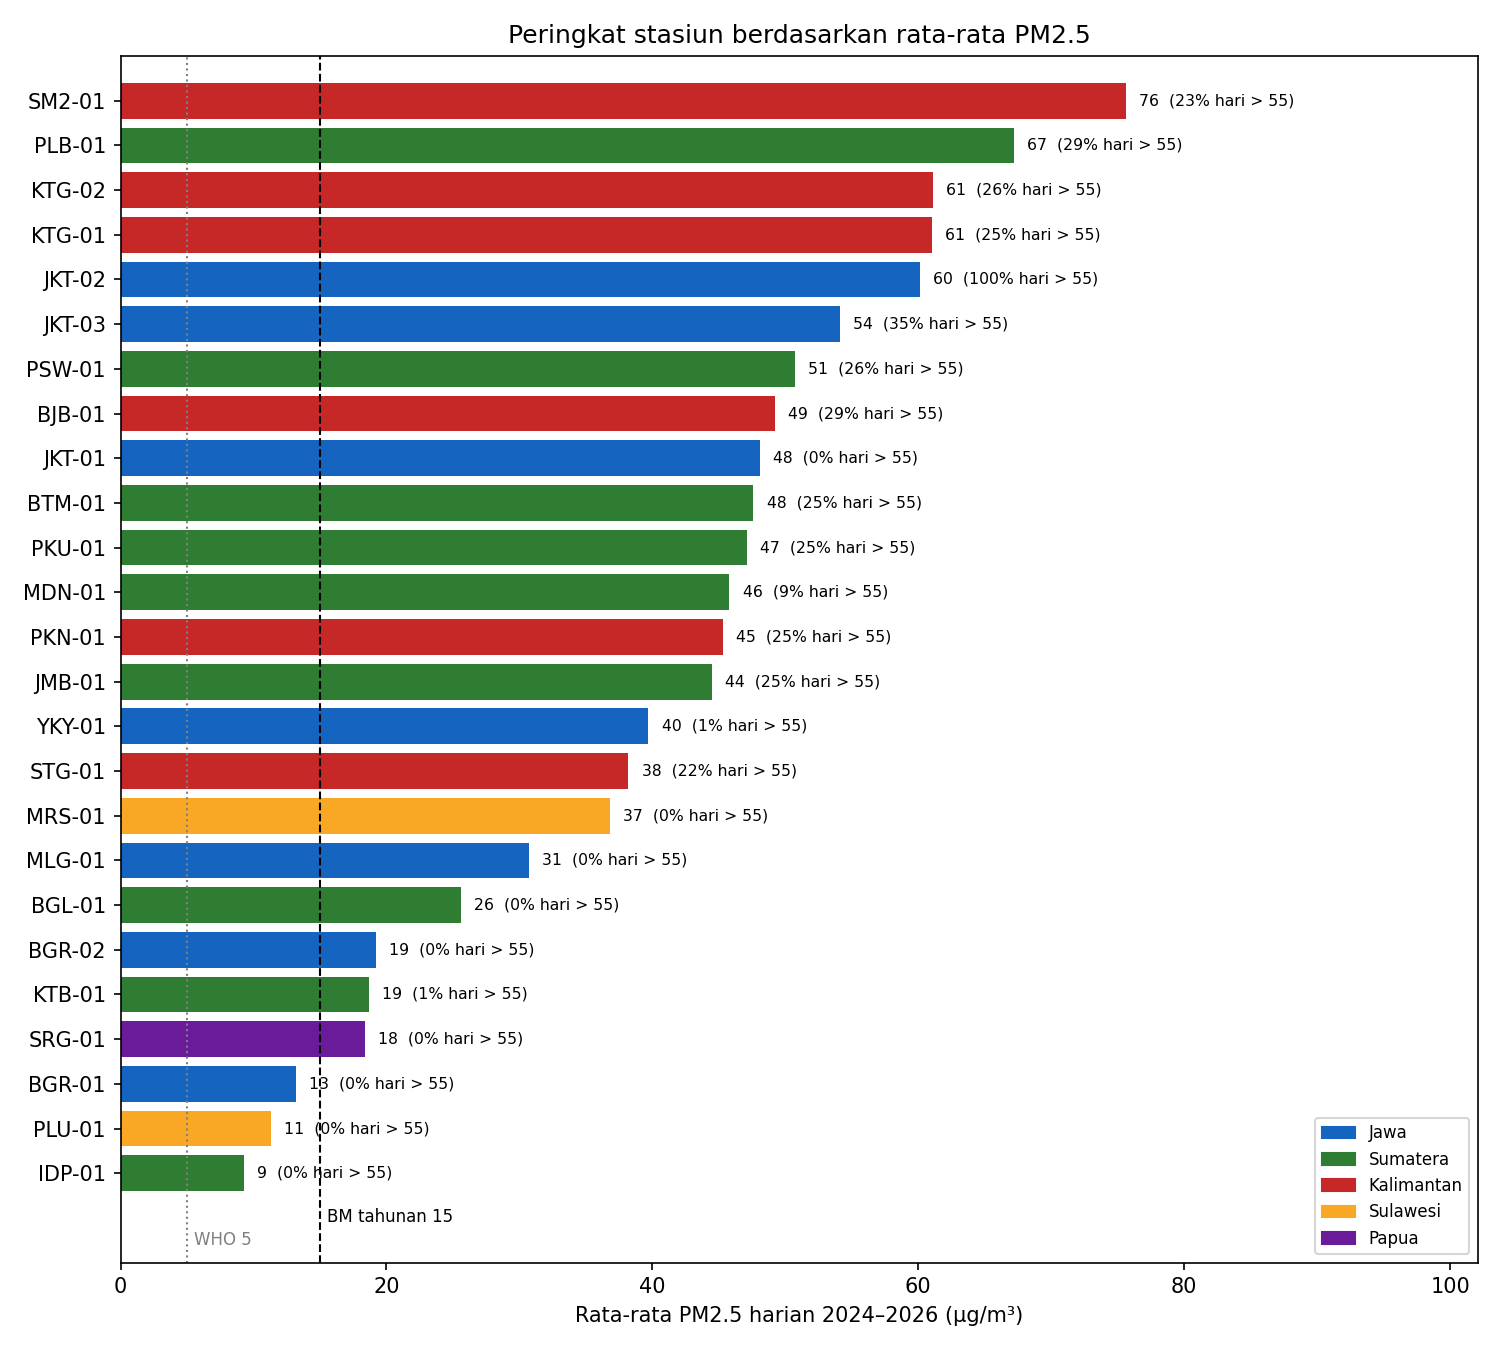 Peringkat stasiun berdasarkan rata-rata PM2.5
SM2-01 76 (23% hari > 55)
PLB-01 67 (29% hari > 55)
KTG-02 61 (26% hari > 55)
KTG-01 61 (25% hari > 55)
JKT-02 60 (100% hari > 55)
JKT-03 54 (35% hari > 55)
PSW-01 51 (26% hari > 55)
BJB-01 49 (29% hari > 55)
JKT-01 48 (0% hari > 55)
BTM-01 48 (25% hari > 55)
PKU-01 47 (25% hari > 55)
MDN-01 46 (9% hari > 55)
PKN-01 45 (25% hari > 55)
JMB-01 44 (25% hari > 55)
YKY-01 40 (1% hari > 55)
STG-01 38 (22% hari > 55)
MRS-01 37 (0% hari > 55)
MLG-01 31 (0% hari > 55)
BGL-01 26 (0% hari > 55)
BGR-02 19 (0% hari > 55)
KTB-01 19 (1% hari > 55)
SRG-01 18 (0% hari > 55)
BGR-01 13 (0% hari > 55)
PLU-01 11 (0% hari > 55)
IDP-01 9 (0% hari > 55)
BM tahunan 15
WHO 5
Jawa
Sumatera
Kalimantan
Sulawesi
Papua
0 20 40 60 80 100
Rata-rata PM2.5 harian 2024–2026 (µg/m³)